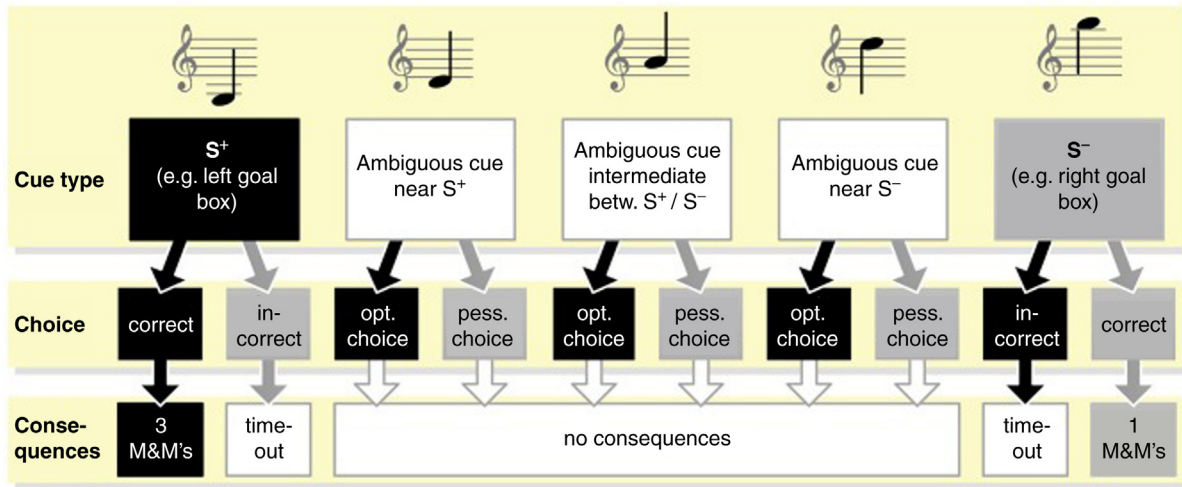 Cue type
S⁺
(e.g. left goal
box)
Ambiguous cue
near S⁺
Ambiguous cue
intermediate
betw. S⁺ / S⁻
Ambiguous cue
near S⁻
S⁻
(e.g. right goal
box)
Choice
correct
in-
correct
opt.
choice
pess.
choice
opt.
choice
pess.
choice
opt.
choice
pess.
choice
in-
correct
correct
Conse-
quences
3
M&M's
time-
out
no consequences
time-
out
1
M&M's